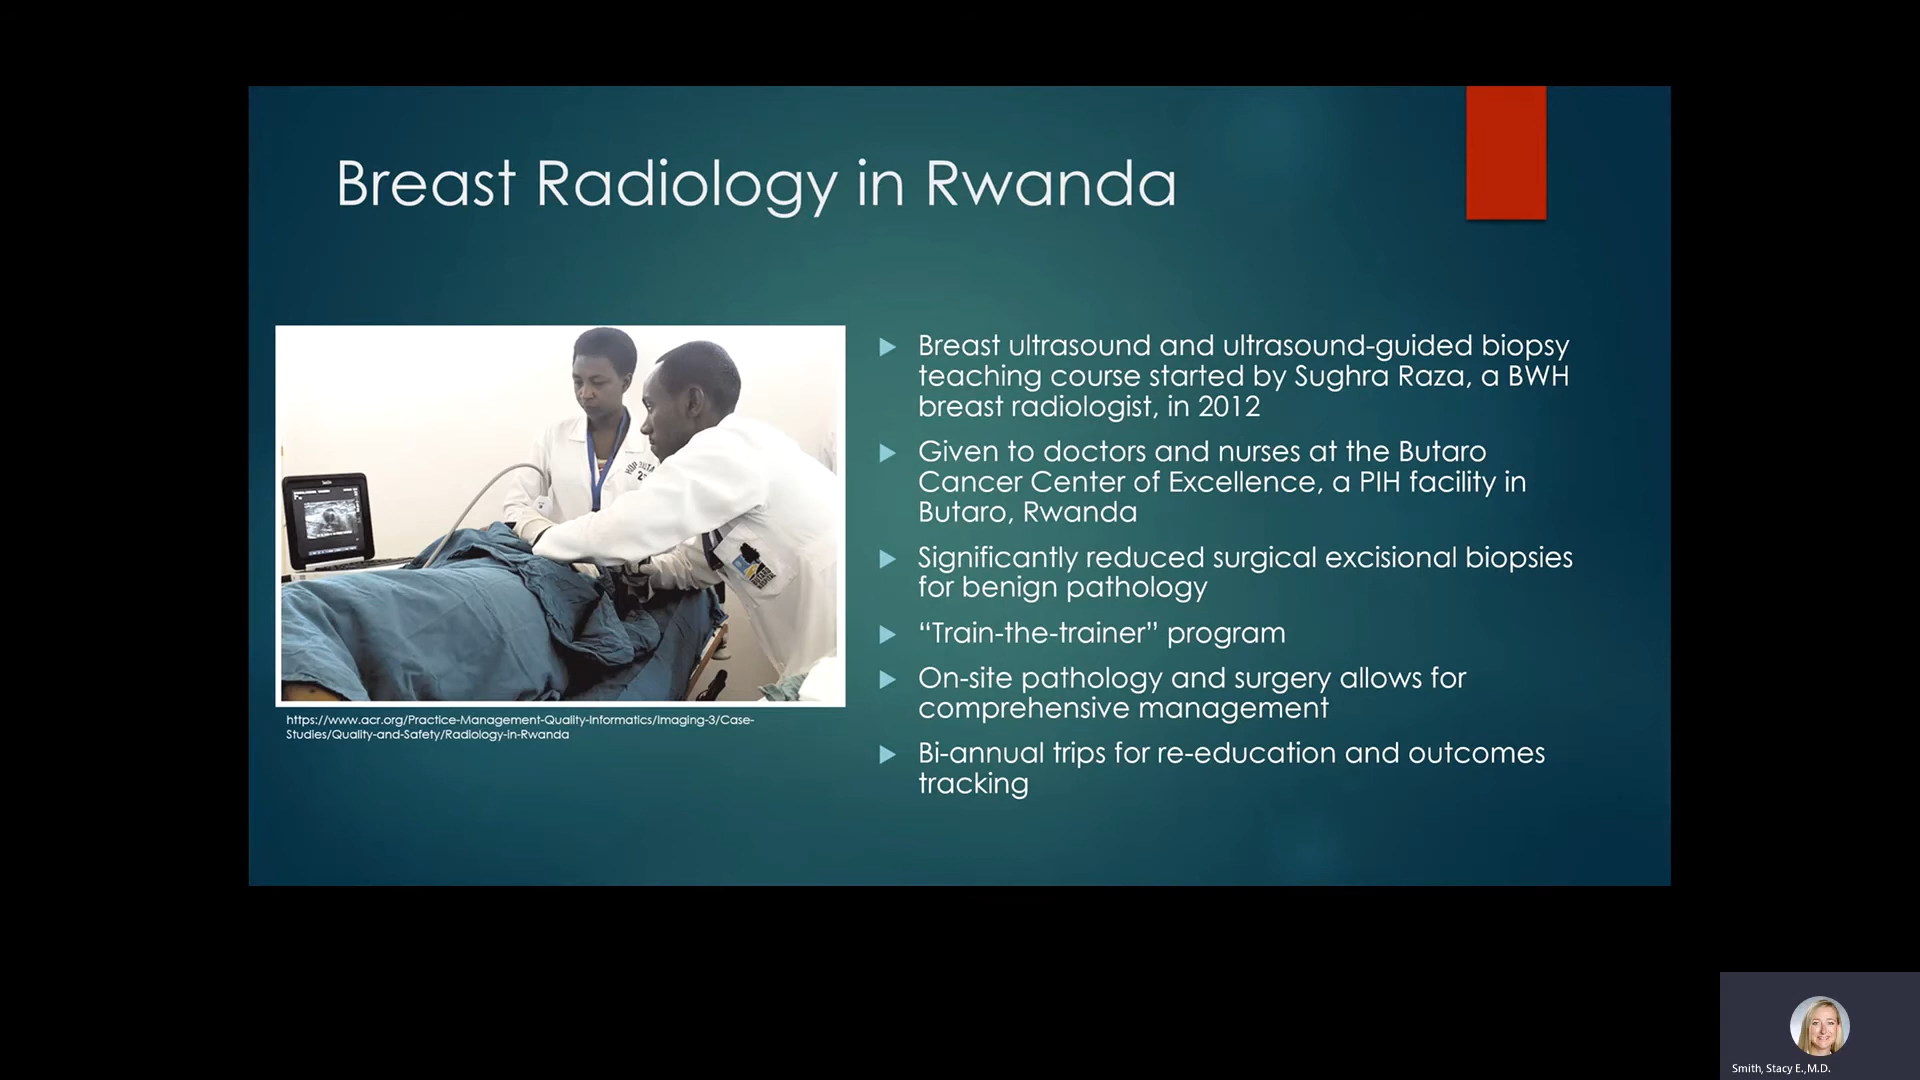 Breast Radiology in Rwanda
Breast ultrasound and ultrasound-guided biopsy
teaching course started by Sughra Raza, a BWH
breast radiologist, in 2012
Given to doctors and nurses at the Butaro
Cancer Center of Excellence, a PIH facility in
Butaro, Rwanda
Significantly reduced surgical excisional biopsies
for benign pathology
“Train-the-trainer” program
On-site pathology and surgery allows for
comprehensive management
Bi-annual trips for re-education and outcomes
tracking
https://www.acr.org/Practice-Management-Quality-Informatics/Imaging-3/Case-
Studies/Quality-and-Safety/Radiology-in-Rwanda
Smith, Stacy E.,M.D.